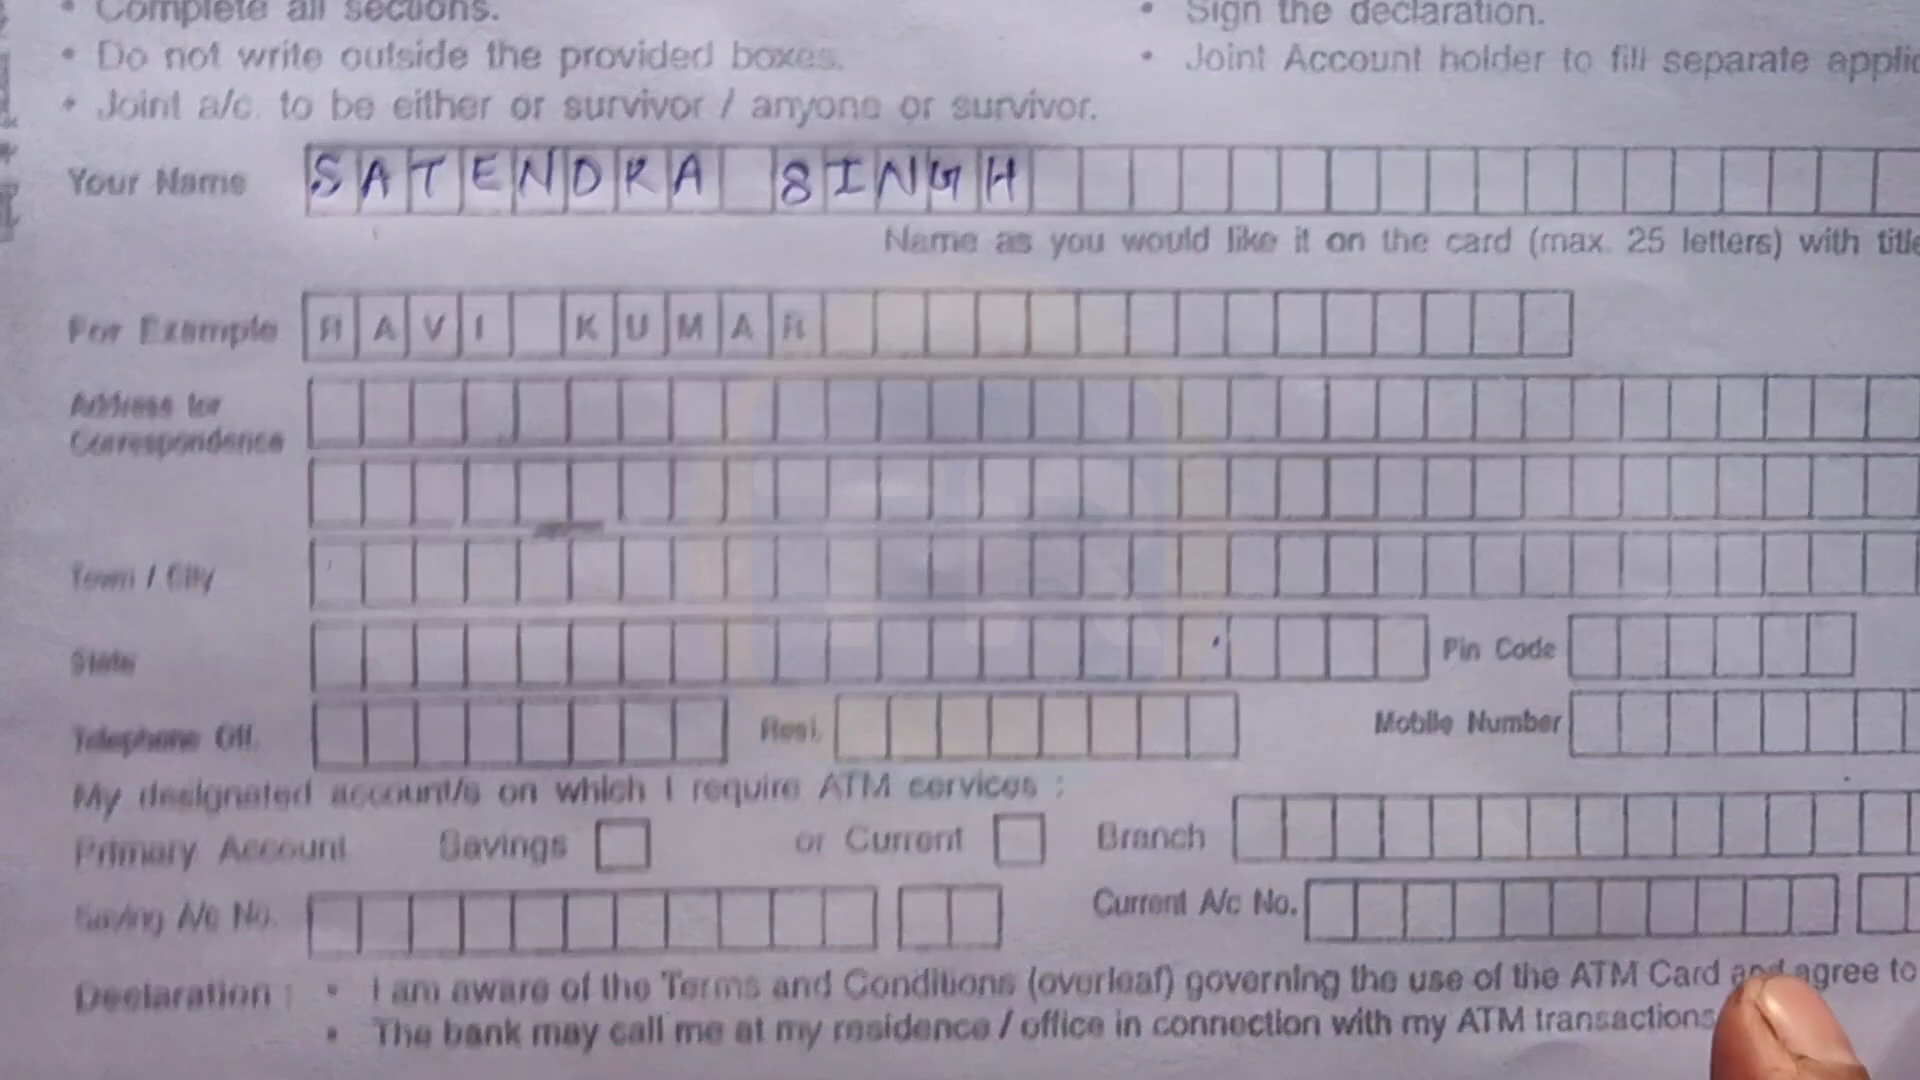 • Complete all sections.
• Sign the declaration.
• Do not write outside the provided boxes.
• Joint Account holder to fill separate applic
• Joint a/c. to be either or survivor / anyone or survivor.
Your Name SATENDRA SINGH
Name as you would like it on the card (max. 25 letters) with title
For Example RAVI KUMAR
Address for
Correspondence
Town / City
State Pin Code
Telephone Off. Resi. Mobile Number
My designated account/s on which I require ATM services :
Primary Account Savings or Current Branch
Saving A/c No. Current A/c No.
Declaration : • I am aware of the Terms and Conditions (overleaf) governing the use of the ATM Card and agree to
• The bank may call me at my residence / office in connection with my ATM transactions